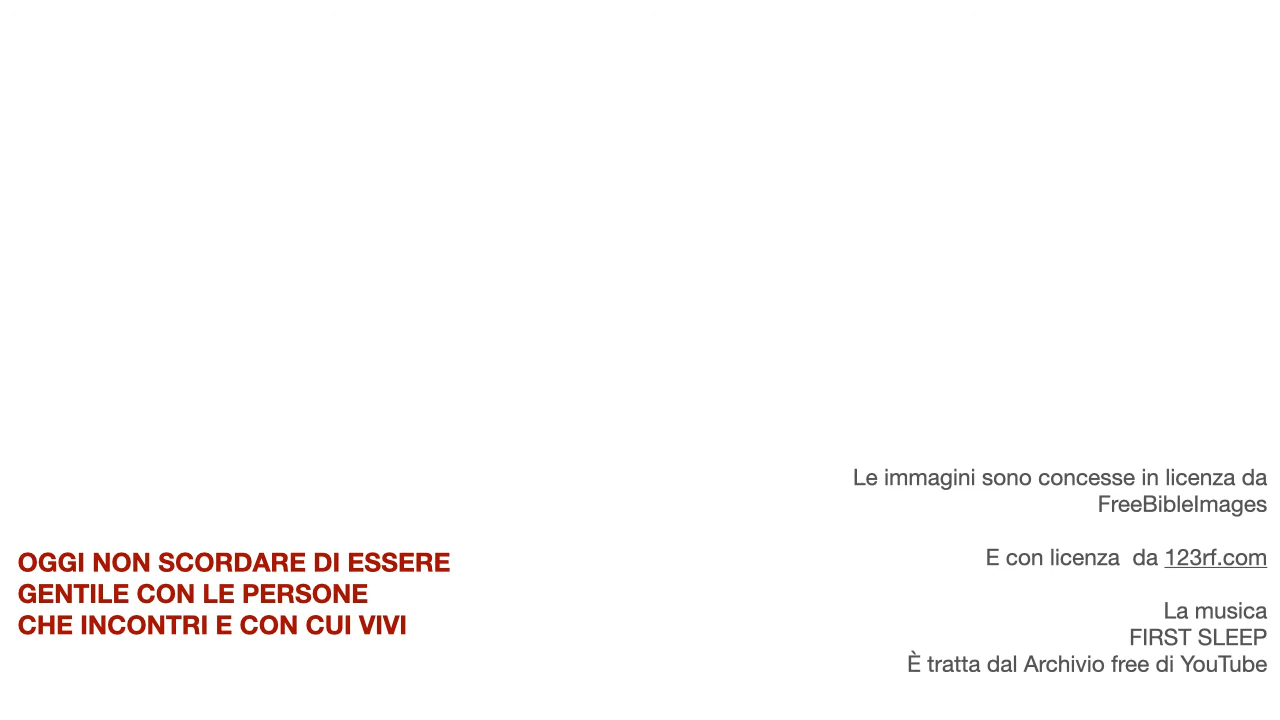 OGGI NON SCORDARE DI ESSERE
GENTILE CON LE PERSONE
CHE INCONTRI E CON CUI VIVI
Le immagini sono concesse in licenza da
FreeBibleImages
E con licenza  da 123rf.com
La musica
FIRST SLEEP
È tratta dal Archivio free di YouTube